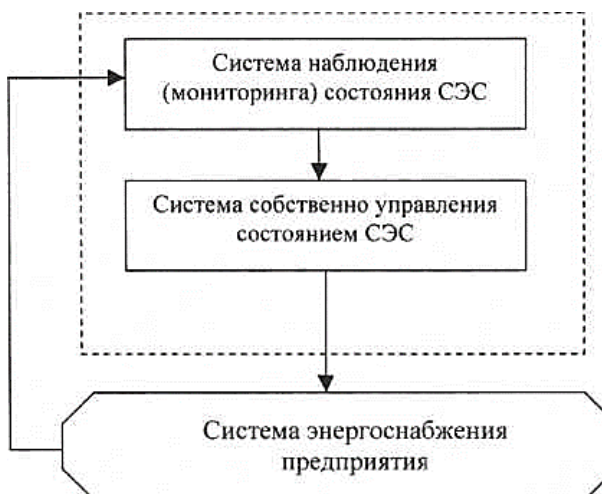 Система наблюдения
(мониторинга) состояния СЭС
Система собственно управления
состоянием СЭС
Система энергоснабжения
предприятия